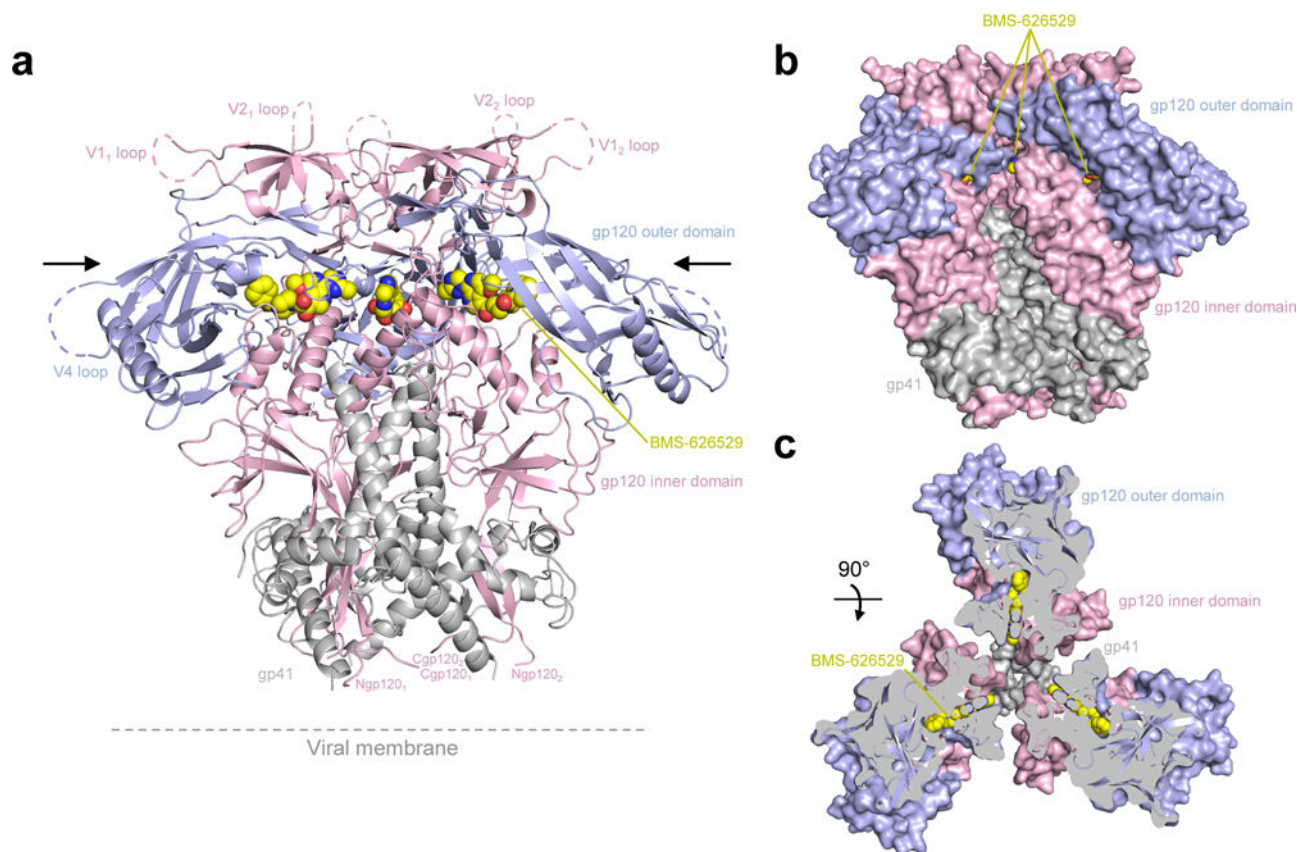 a
V2₁ loop
V2₂ loop
V1₁ loop
V1₂ loop
gp120 outer domain
V4 loop
BMS-626529
gp120 inner domain
gp41
Ngp120₁
Cgp120₂
Cgp120₁
Ngp120₂
Viral membrane
b
BMS-626529
gp120 outer domain
gp120 inner domain
gp41
c
90°
gp120 outer domain
gp120 inner domain
gp41
BMS-626529